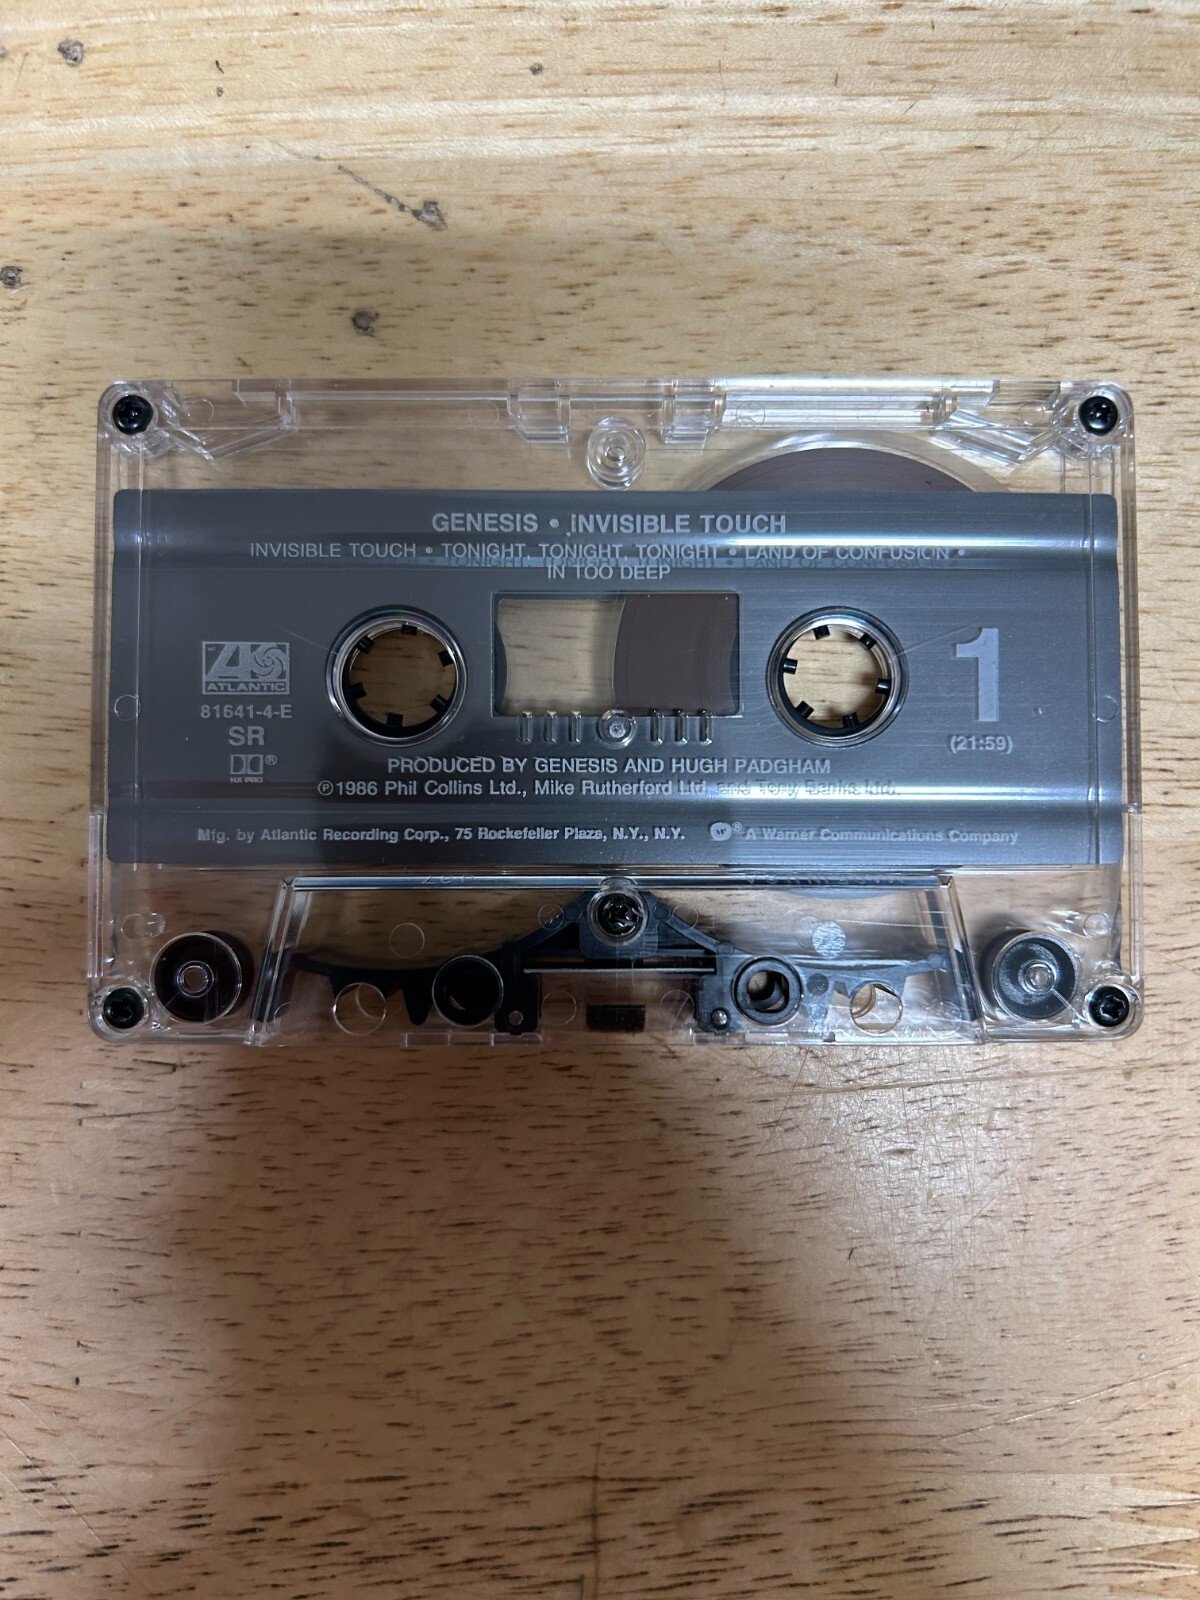 GENESIS • INVISIBLE TOUCH
INVISIBLE TOUCH • TONIGHT, TONIGHT, TONIGHT • LAND OF CONFUSION •
IN TOO DEEP
ATLANTIC
1
81641-4-E
SR
(21:59)
HX PRO
PRODUCED BY GENESIS AND HUGH PADGHAM
℗1986 Phil Collins Ltd., Mike Rutherford Ltd. and Tony Banks Ltd.
Mfg. by Atlantic Recording Corp., 75 Rockefeller Plaza, N.Y., N.Y. ® A Warner Communications Company